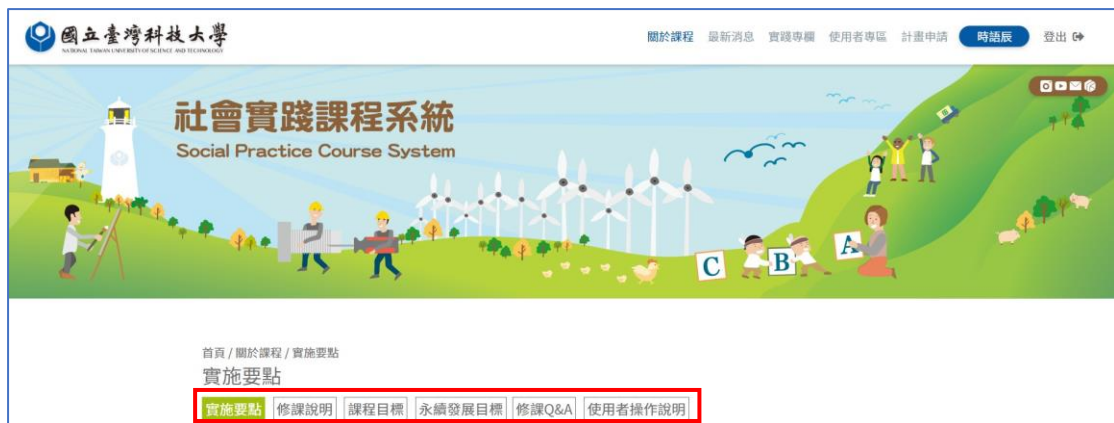 國立臺灣科技大學
NATIONAL TAIWAN UNIVERSITY OF SCIENCE AND TECHNOLOGY
關於課程 最新消息 實踐專欄 使用者專區 計畫申請 時語辰 登出
社會實踐課程系統
Social Practice Course System
C B A
首頁 / 關於課程 / 實施要點
實施要點
實施要點 修課說明 課程目標 永續發展目標 修課Q&A 使用者操作說明